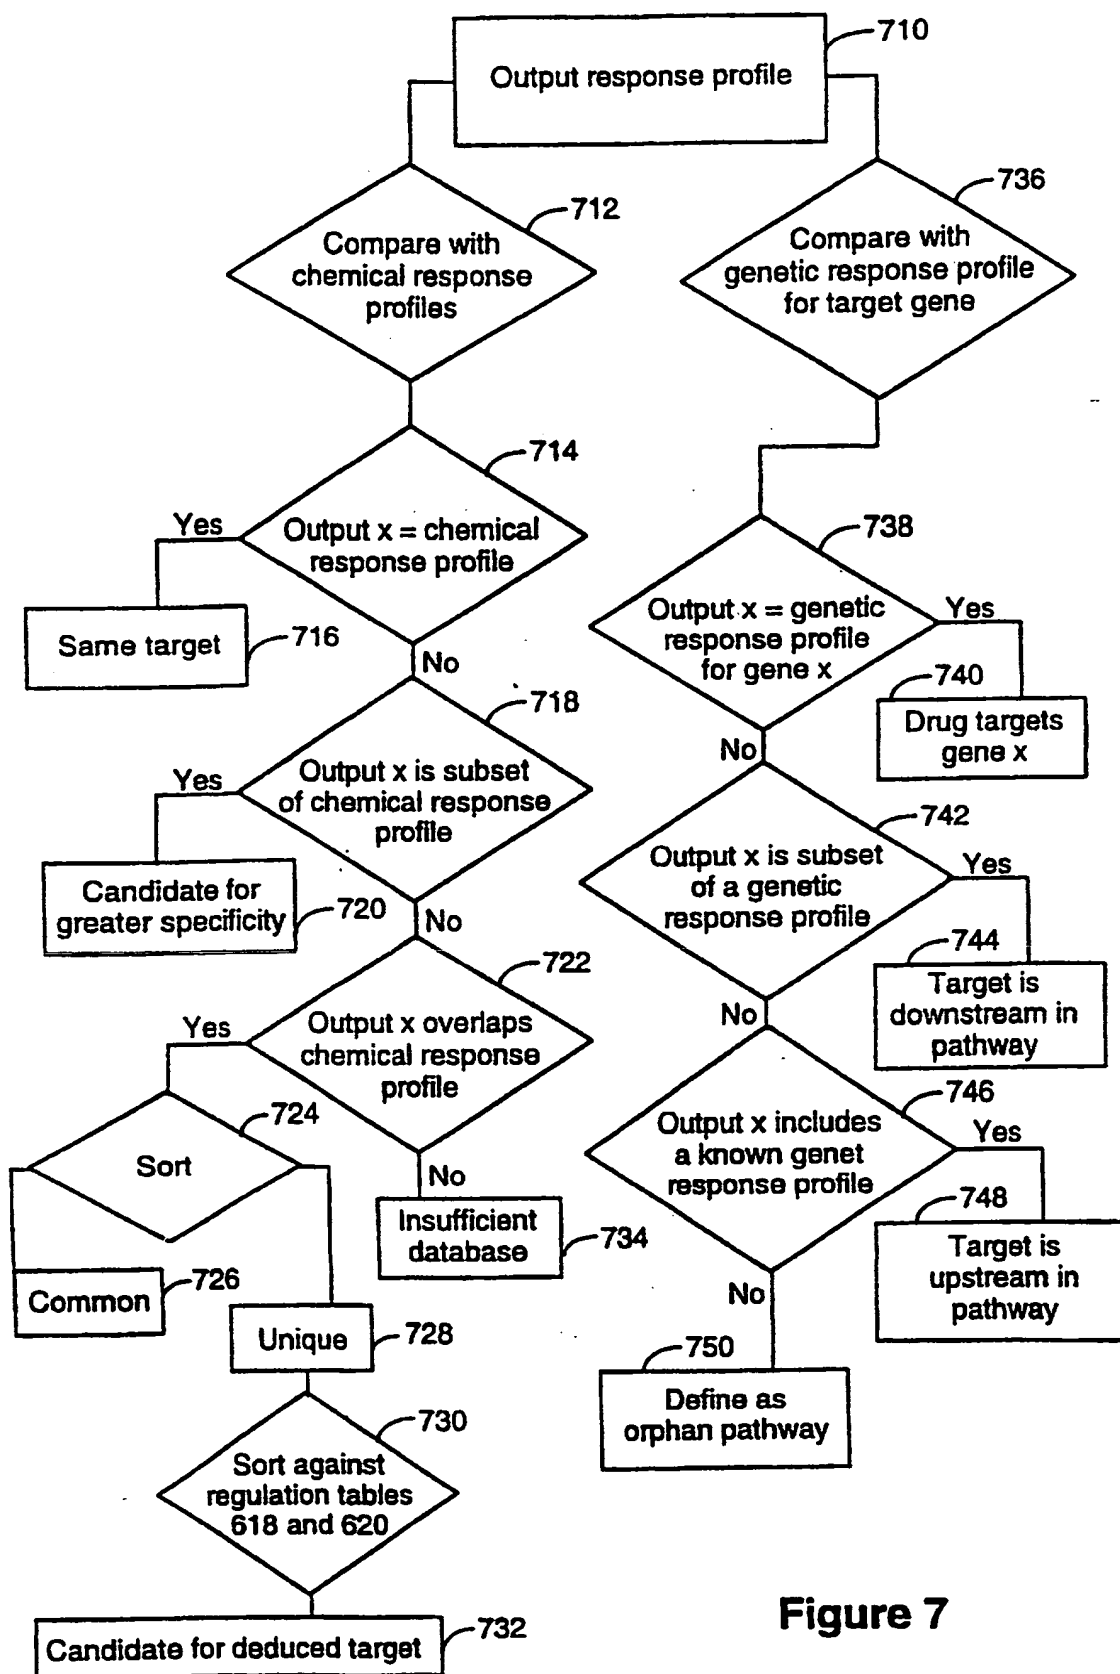 710
Output response profile
712
Compare with
chemical response
profiles
736
Compare with
genetic response profile
for target gene
714
Yes
Output x = chemical
response profile
Same target
716
No
738
Output x = genetic
response profile
for gene x
Yes
740
Drug targets
gene x
No
718
Yes
Output x is subset
of chemical response
profile
Candidate for
greater specificity
720
No
742
Output x is subset
of a genetic
response profile
Yes
744
Target is
downstream in
pathway
No
722
Yes
Output x overlaps
chemical response
profile
724
Sort
No
Insufficient
database
734
Common
726
Unique
728
746
Output x includes
a known genet
response profile
Yes
748
Target is
upstream in
pathway
No
750
Define as
orphan pathway
730
Sort against
regulation tables
618 and 620
Candidate for deduced target
732
Figure 7